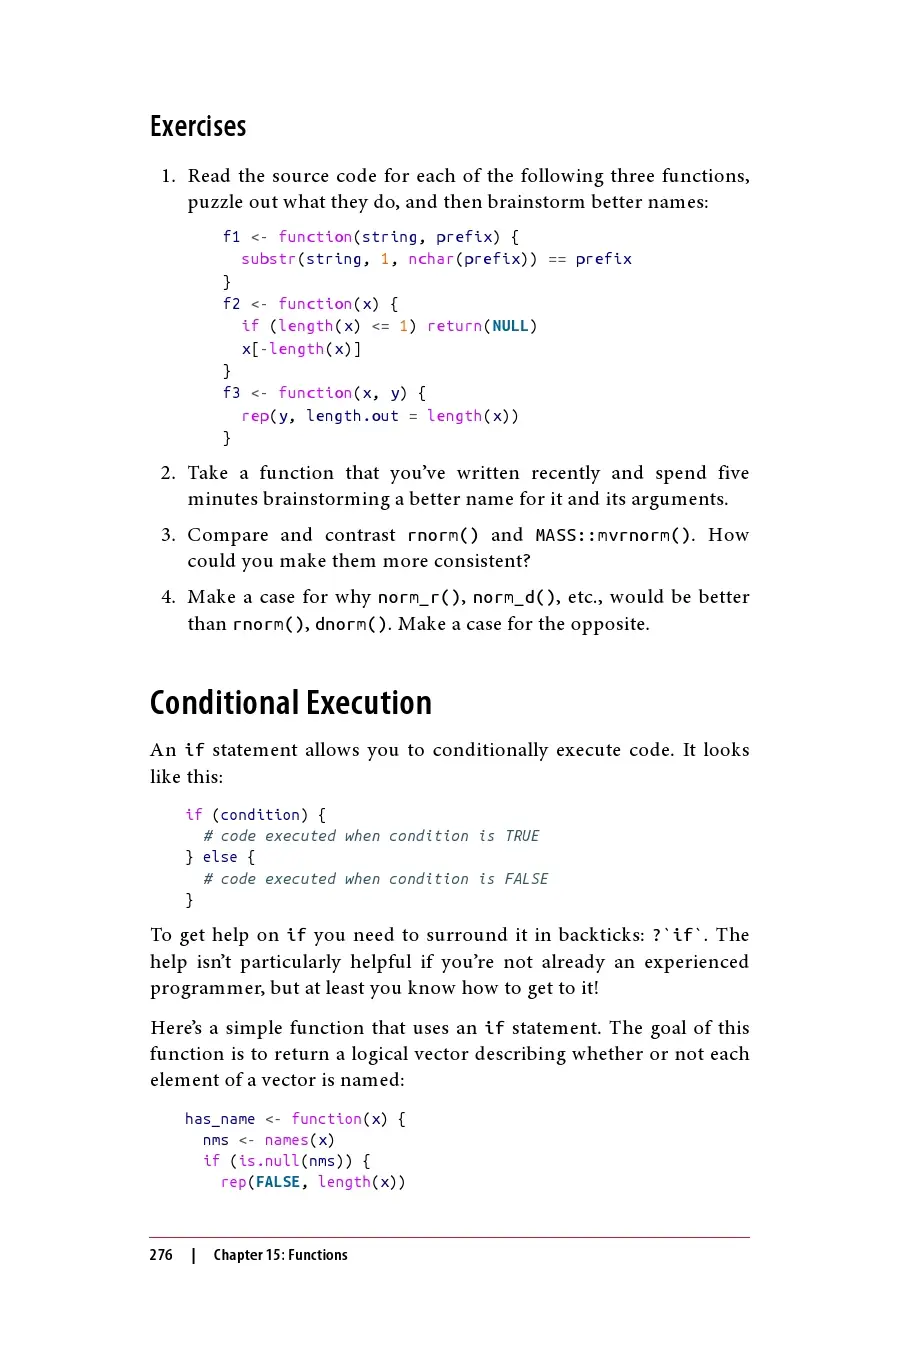 Exercises
1. Read the source code for each of the following three functions,
puzzle out what they do, and then brainstorm better names:
f1 <- function(string, prefix) {
  substr(string, 1, nchar(prefix)) == prefix
}
f2 <- function(x) {
  if (length(x) <= 1) return(NULL)
  x[-length(x)]
}
f3 <- function(x, y) {
  rep(y, length.out = length(x))
}
2. Take a function that you’ve written recently and spend five
minutes brainstorming a better name for it and its arguments.
3. Compare and contrast rnorm() and MASS::mvrnorm(). How
could you make them more consistent?
4. Make a case for why norm_r(), norm_d(), etc., would be better
than rnorm(), dnorm(). Make a case for the opposite.
Conditional Execution
An if statement allows you to conditionally execute code. It looks
like this:
if (condition) {
  # code executed when condition is TRUE
} else {
  # code executed when condition is FALSE
}
To get help on if you need to surround it in backticks: ?`if`. The
help isn’t particularly helpful if you’re not already an experienced
programmer, but at least you know how to get to it!
Here’s a simple function that uses an if statement. The goal of this
function is to return a logical vector describing whether or not each
element of a vector is named:
has_name <- function(x) {
  nms <- names(x)
  if (is.null(nms)) {
    rep(FALSE, length(x))
276 | Chapter 15: Functions